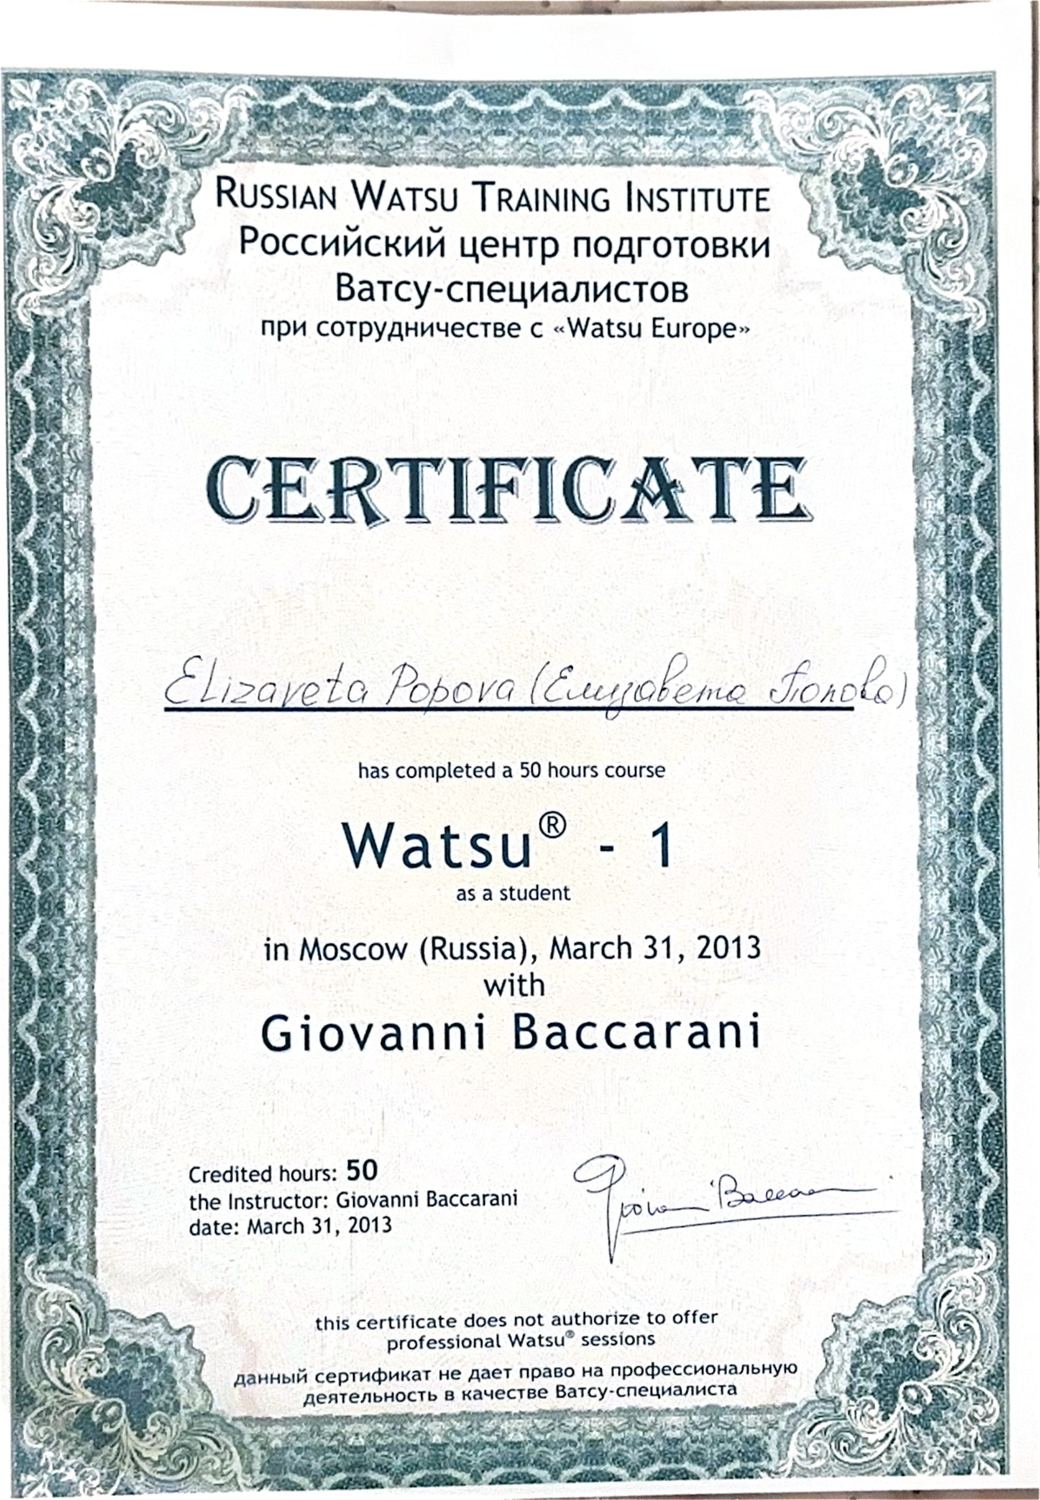 RUSSIAN WATSU TRAINING INSTITUTE
Российский центр подготовки
Ватсу-специалистов
при сотрудничестве с «Watsu Europe»
CERTIFICATE
Elizaveta Popova (Елизавета Попова)
has completed a 50 hours course
Watsu® - 1
as a student
in Moscow (Russia), March 31, 2013
with
Giovanni Baccarani
Credited hours: 50
the Instructor: Giovanni Baccarani
date: March 31, 2013
Giovanni Baccarani
this certificate does not authorize to offer
professional Watsu® sessions
данный сертификат не дает право на профессиональную
деятельность в качестве Ватсу-специалиста